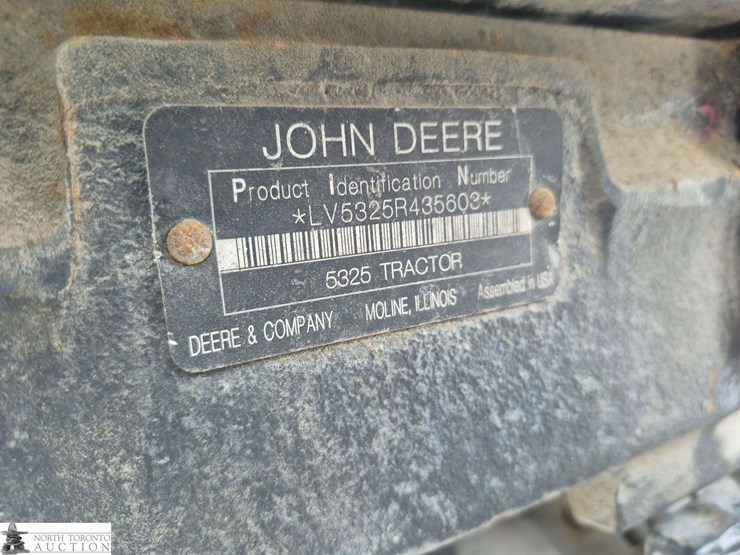 JOHN DEERE
Product Identification Number
*LV5325R435603*
5325 TRACTOR
DEERE & COMPANY MOLINE, ILLINOIS Assembled in USA
NORTH TORONTO
AUCTION